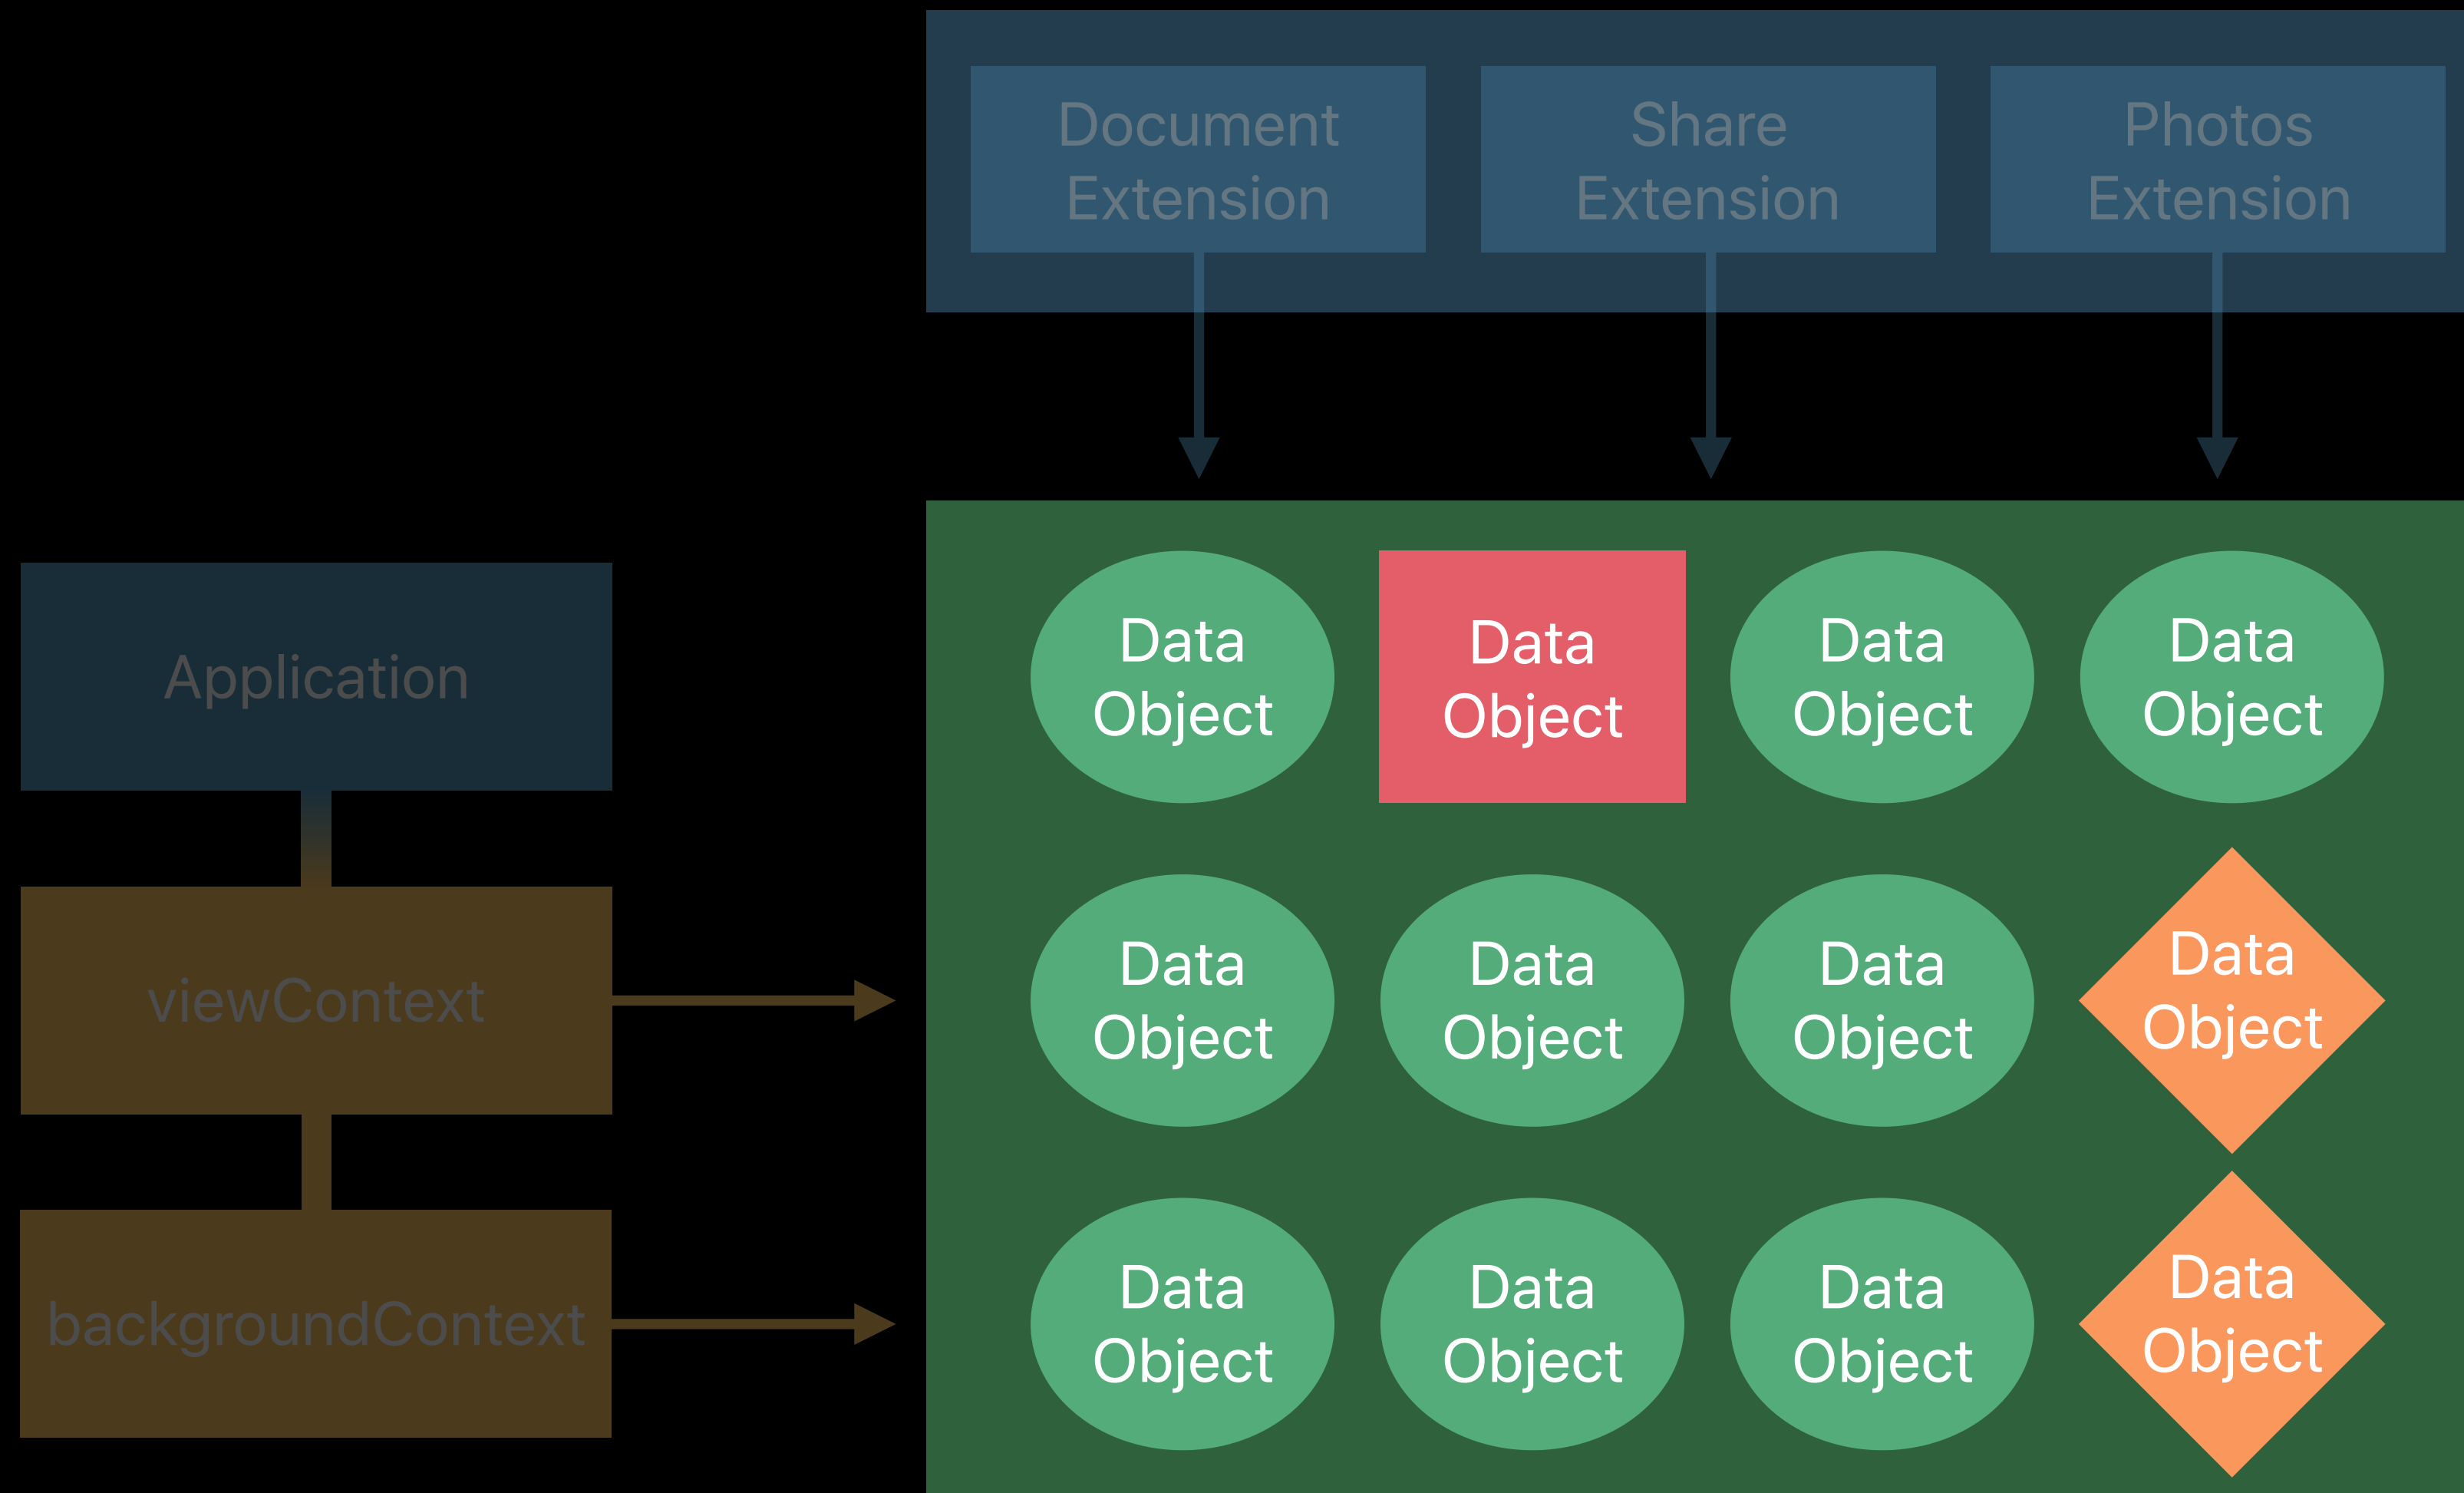 Document
Extension
Share
Extension
Photos
Extension
Application
viewContext
backgroundContext
Data
Object
Data
Object
Data
Object
Data
Object
Data
Object
Data
Object
Data
Object
Data
Object
Data
Object
Data
Object
Data
Object
Data
Object